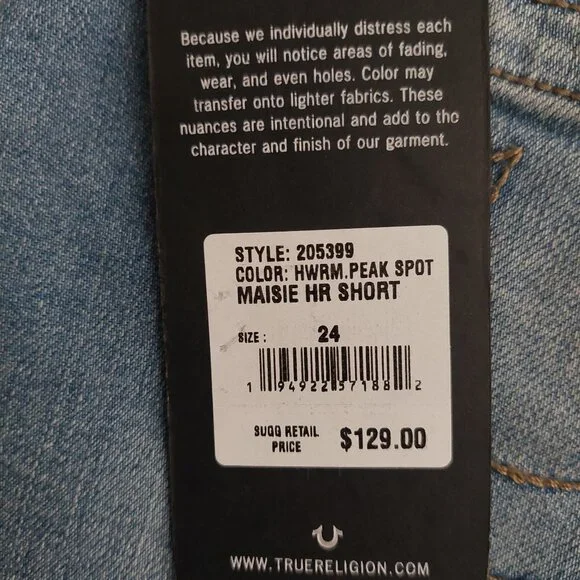 Because we individually distress each
item, you will notice areas of fading,
wear, and even holes. Color may
transfer onto lighter fabrics. These
nuances are intentional and add to the
character and finish of our garment.
STYLE: 205399
COLOR: HWRM.PEAK SPOT
MAISIE HR SHORT
SIZE: 24
1 94922 57188 2
SUGG RETAIL PRICE $129.00
WWW.TRUERELIGION.COM